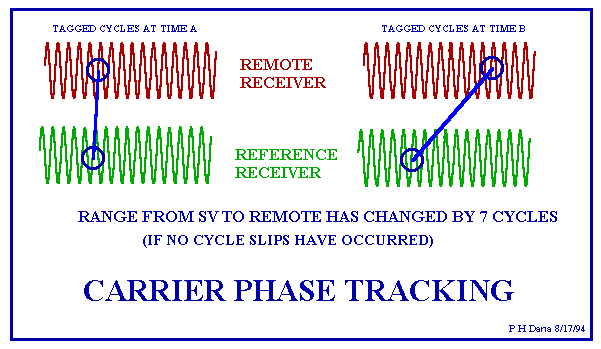 TAGGED CYCLES AT TIME A
TAGGED CYCLES AT TIME B
REMOTE
RECEIVER
REFERENCE
RECEIVER
RANGE FROM SV TO REMOTE HAS CHANGED BY 7 CYCLES
(IF NO CYCLE SLIPS HAVE OCCURRED)
CARRIER PHASE TRACKING
P H Dana 8/17/94